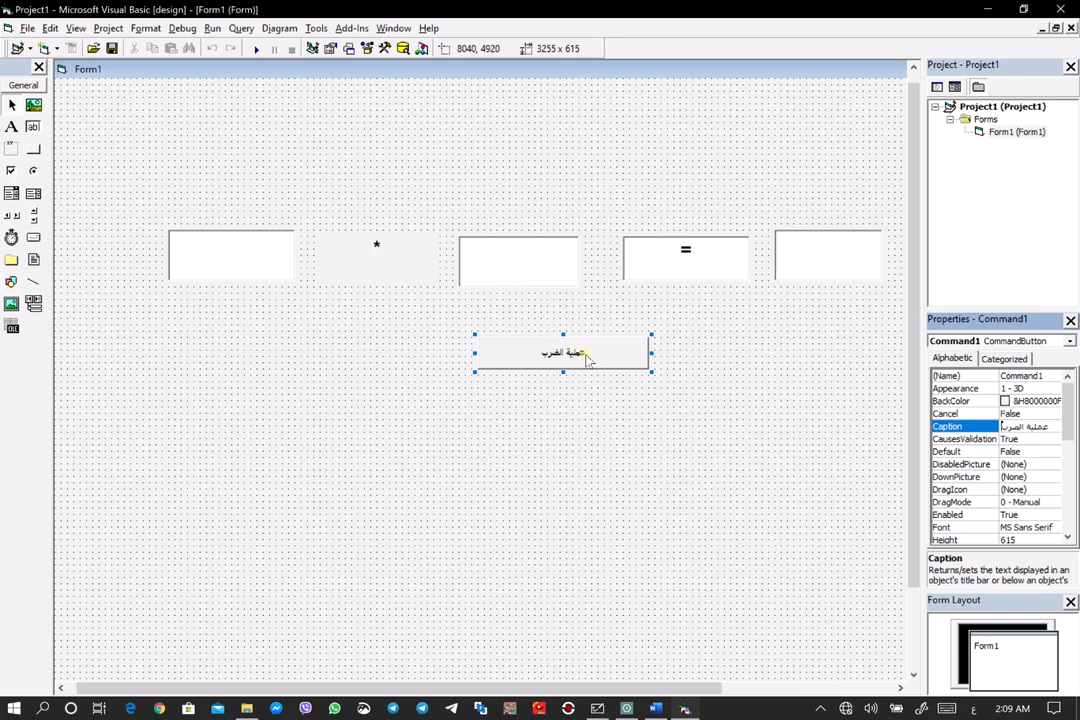 Project1 - Microsoft Visual Basic [design] - [Form1 (Form)]
File Edit View Project Format Debug Run Query Diagram Tools Add-Ins Window Help
8040, 4920 3255 x 615
General
Form1
* =
عملية الضرب
Project - Project1
Project1 (Project1)
Forms
Form1 (Form1)
Properties - Command1
Command1 CommandButton
Alphabetic Categorized
(Name) Command1
Appearance 1 - 3D
BackColor &H8000000F
Cancel False
Caption عملية الضرب
CausesValidation True
Default False
DisabledPicture (None)
DownPicture (None)
DragIcon (None)
DragMode 0 - Manual
Enabled True
Font MS Sans Serif
Height 615
Caption
Returns/sets the text displayed in an
object's title bar or below an object's
Form Layout
Form1
ع 2:09 AM